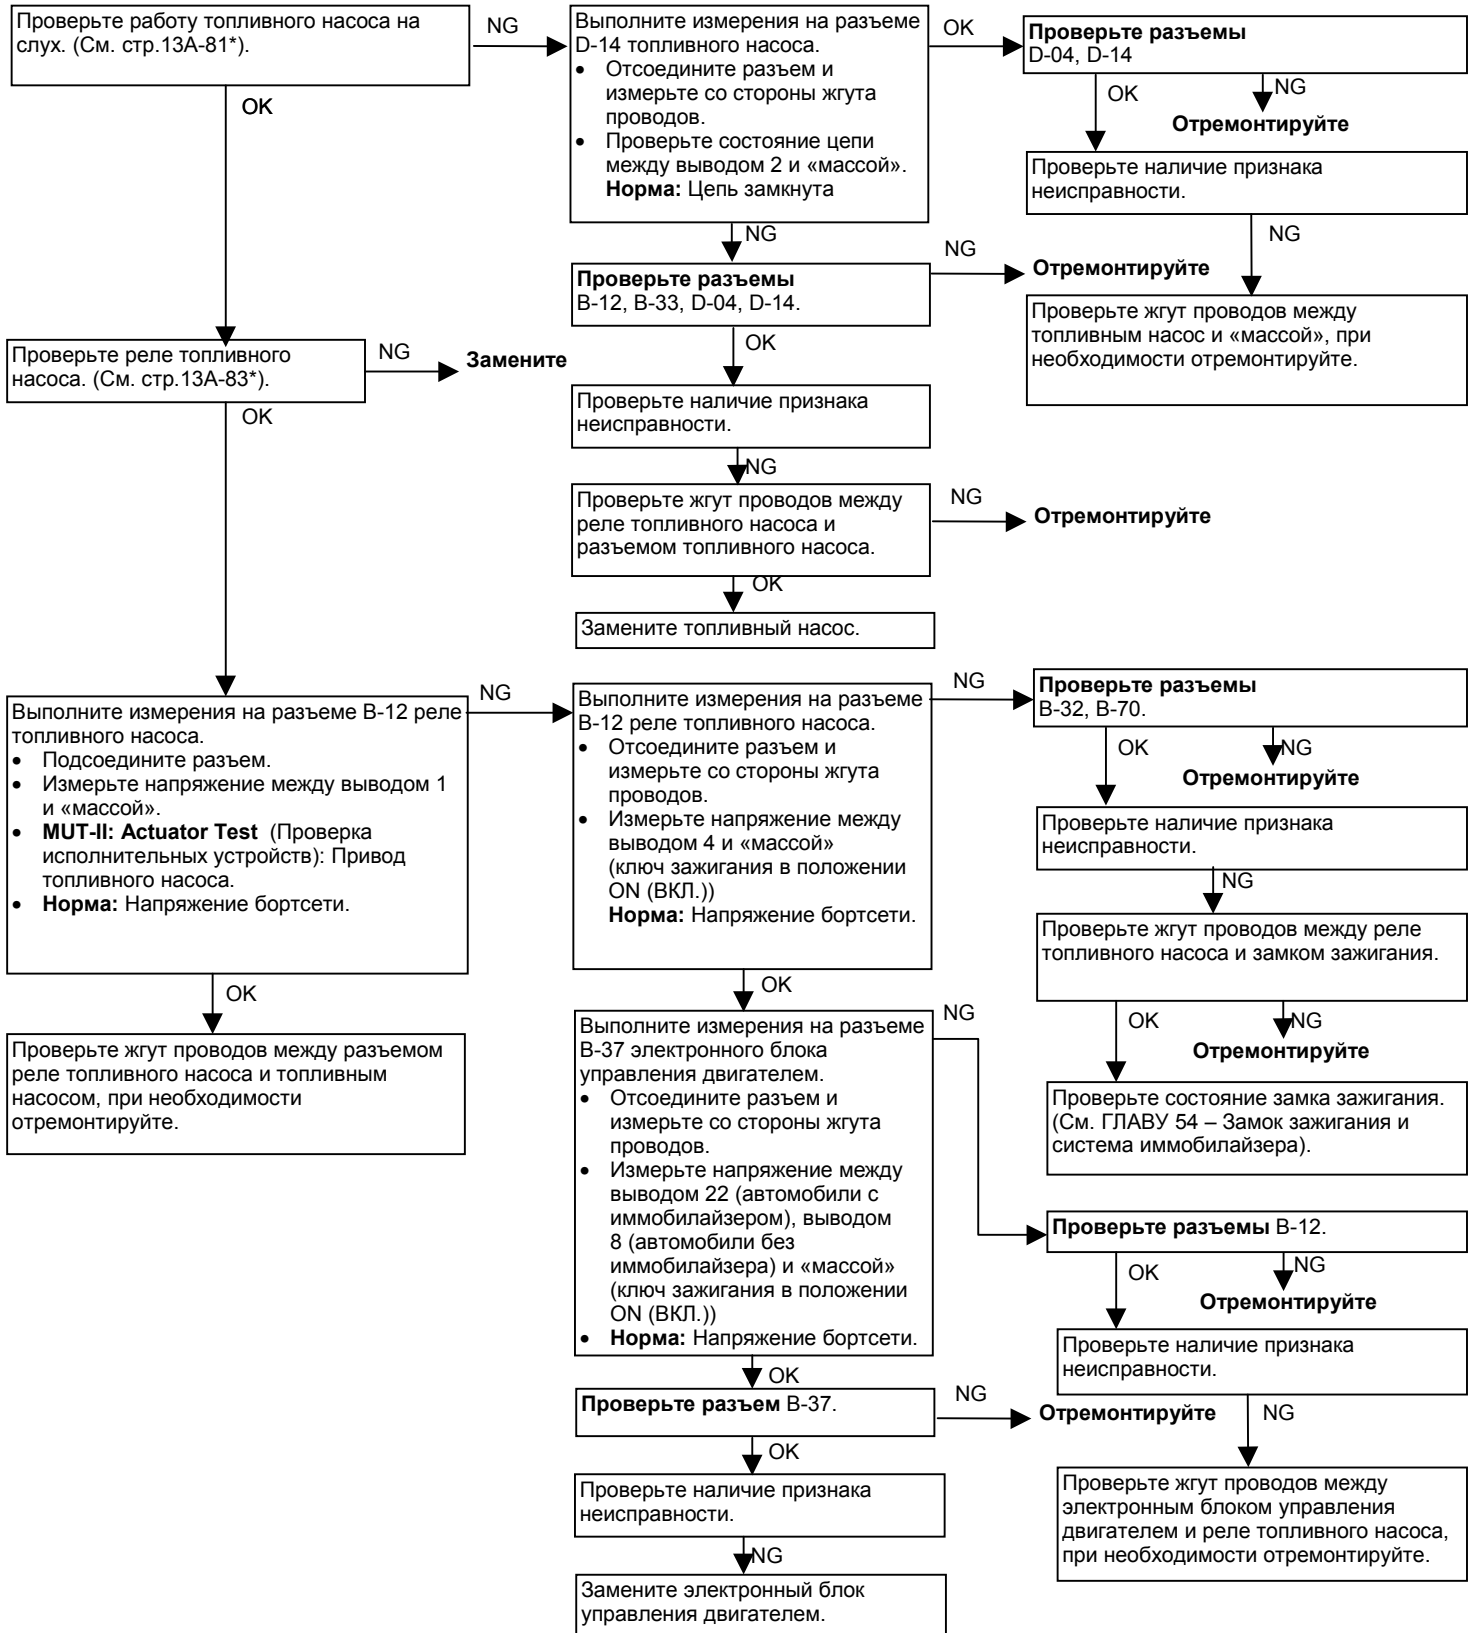 Проверьте работу топливного насоса на
слух. (См. стр.13А-81*).
NG
OK
Выполните измерения на разъеме
D-14 топливного насоса.
• Отсоедините разъем и
измерьте со стороны жгута
проводов.
• Проверьте состояние цепи
между выводом 2 и «массой».
Норма: Цепь замкнута
OK
Проверьте разъемы
D-04, D-14
OK
NG
Отремонтируйте
Проверьте наличие признака
неисправности.
NG
Проверьте жгут проводов между
топливным насос и «массой», при
необходимости отремонтируйте.
NG
Проверьте разъемы
B-12, B-33, D-04, D-14.
NG
Отремонтируйте
OK
Проверьте наличие признака
неисправности.
NG
Проверьте жгут проводов между
реле топливного насоса и
разъемом топливного насоса.
NG
Отремонтируйте
OK
Замените топливный насос.
Проверьте реле топливного
насоса. (См. стр.13А-83*).
NG
Замените
OK
Выполните измерения на разъеме В-12 реле
топливного насоса.
• Подсоедините разъем.
• Измерьте напряжение между выводом 1
и «массой».
• MUT-II: Actuator Test (Проверка
исполнительных устройств): Привод
топливного насоса.
• Норма: Напряжение бортсети.
NG
OK
Проверьте жгут проводов между разъемом
реле топливного насоса и топливным
насосом, при необходимости
отремонтируйте.
Выполните измерения на разъеме
В-12 реле топливного насоса.
• Отсоедините разъем и
измерьте со стороны жгута
проводов.
• Измерьте напряжение между
выводом 4 и «массой»
(ключ зажигания в положении
ON (ВКЛ.))
Норма: Напряжение бортсети.
NG
Проверьте разъемы
B-32, B-70.
OK
NG
Отремонтируйте
Проверьте наличие признака
неисправности.
NG
Проверьте жгут проводов между реле
топливного насоса и замком зажигания.
OK
NG
Отремонтируйте
Проверьте состояние замка зажигания.
(См. ГЛАВУ 54 – Замок зажигания и
система иммобилайзера).
OK
Выполните измерения на разъеме
В-37 электронного блока
управления двигателем.
• Отсоедините разъем и
измерьте со стороны жгута
проводов.
• Измерьте напряжение между
выводом 22 (автомобили с
иммобилайзером), выводом
8 (автомобили без
иммобилайзера) и «массой»
(ключ зажигания в положении
ON (ВКЛ.))
• Норма: Напряжение бортсети.
NG
Проверьте разъемы В-12.
OK
NG
Отремонтируйте
Проверьте наличие признака
неисправности.
NG
Проверьте жгут проводов между
электронным блоком управления
двигателем и реле топливного насоса,
при необходимости отремонтируйте.
OK
Проверьте разъем В-37.
NG
Отремонтируйте
OK
Проверьте наличие признака
неисправности.
NG
Замените электронный блок
управления двигателем.